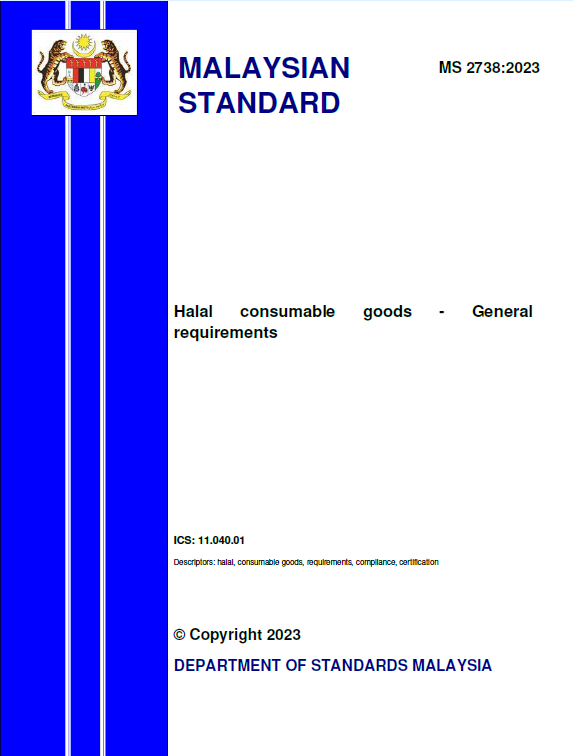 MALAYSIAN
STANDARD
MS 2738:2023
Halal consumable goods - General
requirements
ICS: 11.040.01
Descriptors: halal, consumable goods, requirements, compliance, certification
© Copyright 2023
DEPARTMENT OF STANDARDS MALAYSIA